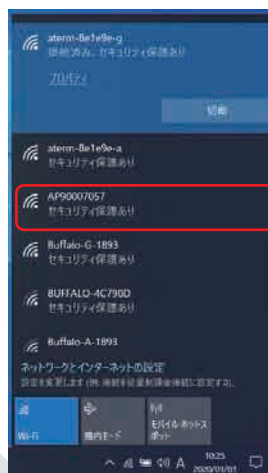 aterm-8e1e9e-g
接続済み、セキュリティ保護あり
プロパティ
切断
aterm-8e1e9e-a
セキュリティ保護あり
AP90007057
セキュリティ保護あり
Buffalo-G-1893
セキュリティ保護あり
BUFFALO-4C790D
セキュリティ保護あり
Buffalo-A-1893
ネットワークとインターネットの設定
設定を変更します (例: 接続を従量制課金接続に設定する)。
Wi-Fi
機内モード
モバイル ホットスポット
A
10:25
2020/01/07